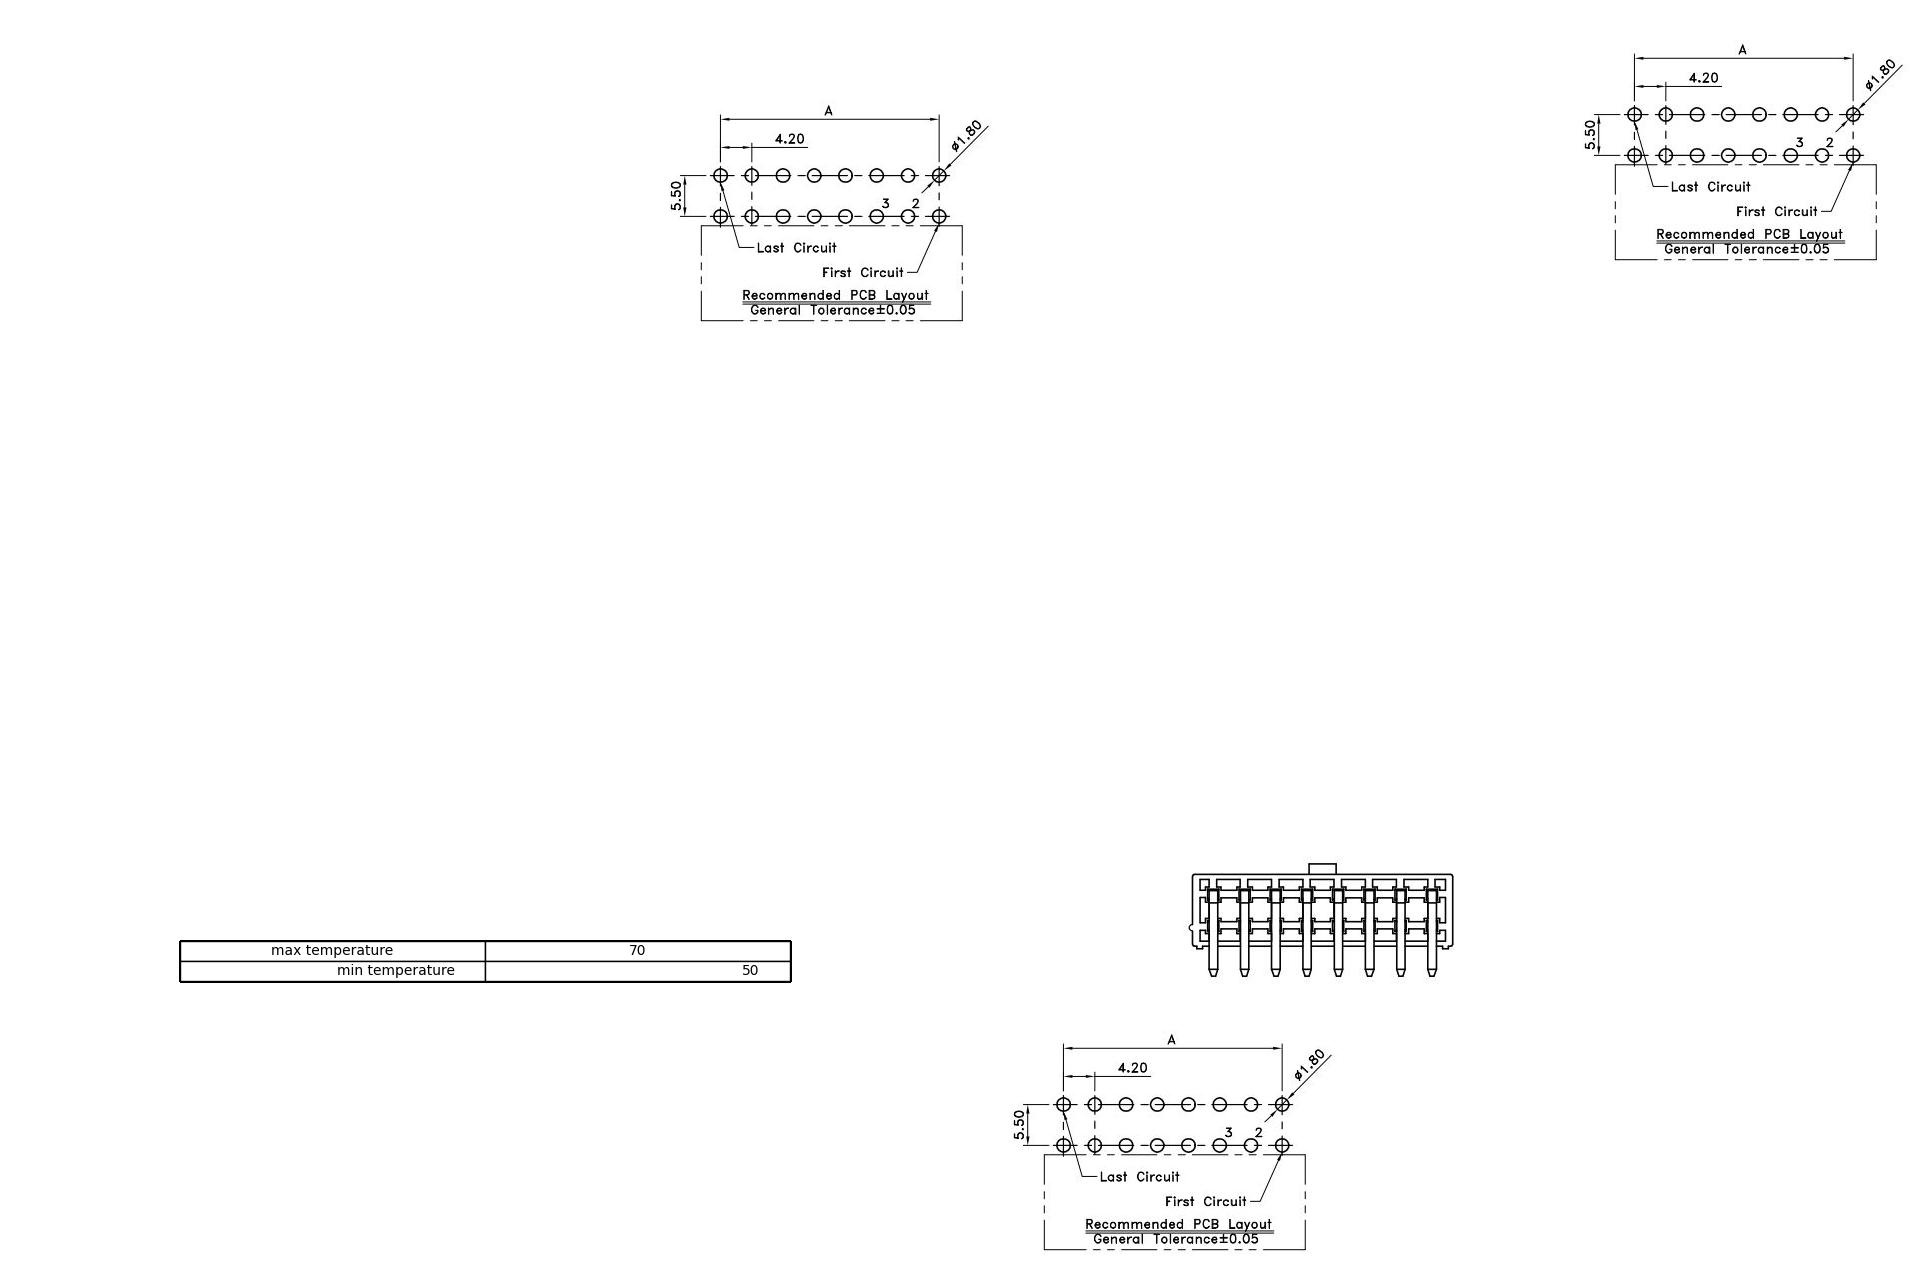 A
4.20
ø1.80
5.50
3 2
Last Circuit
First Circuit
Recommended PCB Layout
General Tolerance±0.05
A
4.20
ø1.80
5.50
3 2
Last Circuit
First Circuit
Recommended PCB Layout
General Tolerance±0.05
max temperature 70
min temperature 50
A
4.20
ø1.80
5.50
3 2
Last Circuit
First Circuit
Recommended PCB Layout
General Tolerance±0.05